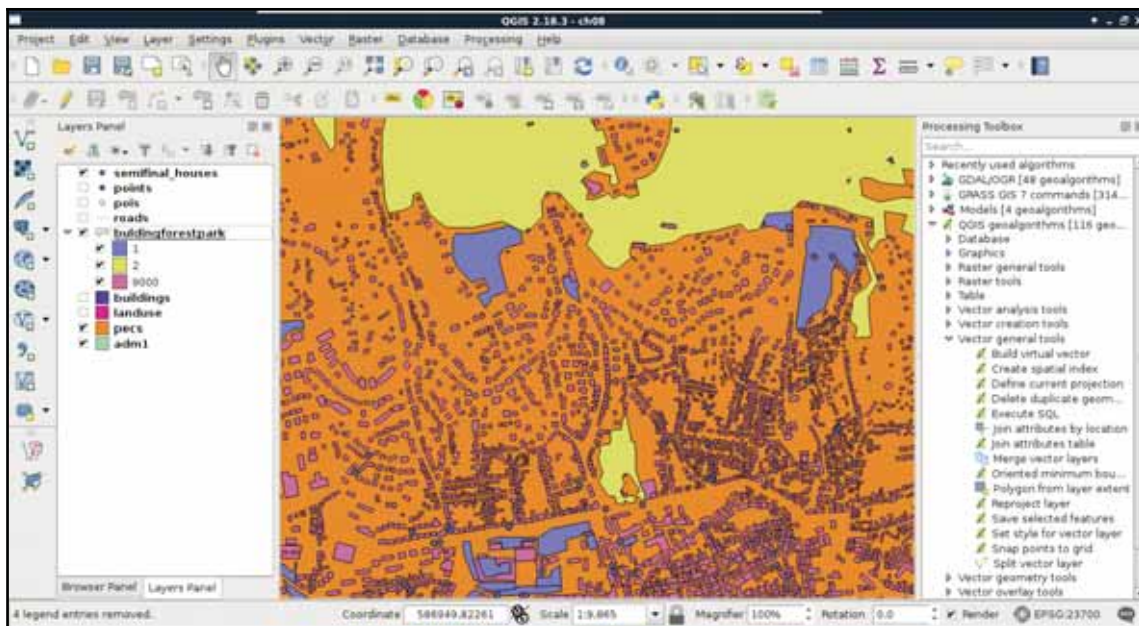 QGIS 2.18.3 - ch08
Project Edit View Layer Settings Plugins Vector Raster Database Processing Help
Layers Panel
semifinal_houses
points
pois
roads
buldingforestpark
1
2
9000
buildings
landuse
pecs
adm1
Browser Panel Layers Panel
Processing Toolbox
Search...
Recently used algorithms
GDAL/OGR [48 geoalgorithms]
GRASS GIS 7 commands [314...
Models [4 geoalgorithms]
QGIS geoalgorithms [116 geo...
Database
Graphics
Raster general tools
Raster tools
Table
Vector analysis tools
Vector creation tools
Vector general tools
Build virtual vector
Create spatial index
Define current projection
Delete duplicate geom...
Execute SQL
Join attributes by location
Join attributes table
Merge vector layers
Oriented minimum bou...
Polygon from layer extent
Reproject layer
Save selected features
Set style for vector layer
Snap points to grid
Split vector layer
Vector geometry tools
Vector overlay tools
4 legend entries removed. Coordinate 586949,82261 Scale 1:9,865 Magnifier 100% Rotation 0.0 Render EPSG:23700